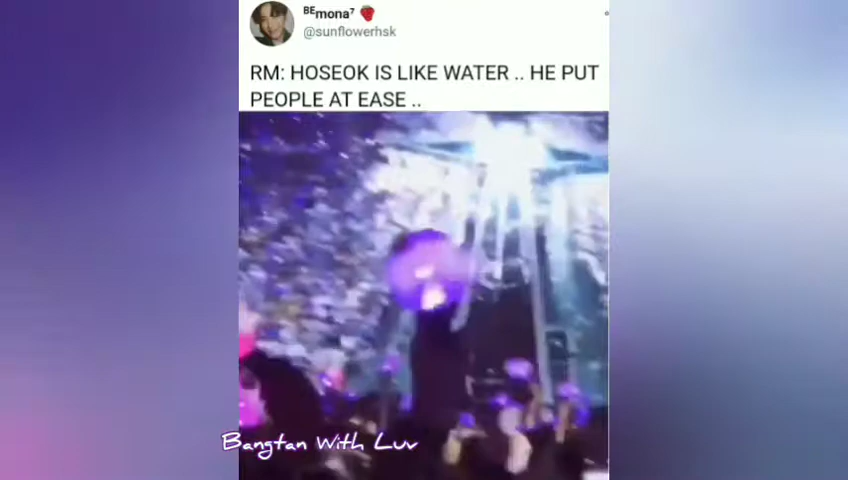 BEmona⁷
@sunflowerhsk
RM: HOSEOK IS LIKE WATER .. HE PUT
PEOPLE AT EASE ..
Bangtan With Luv